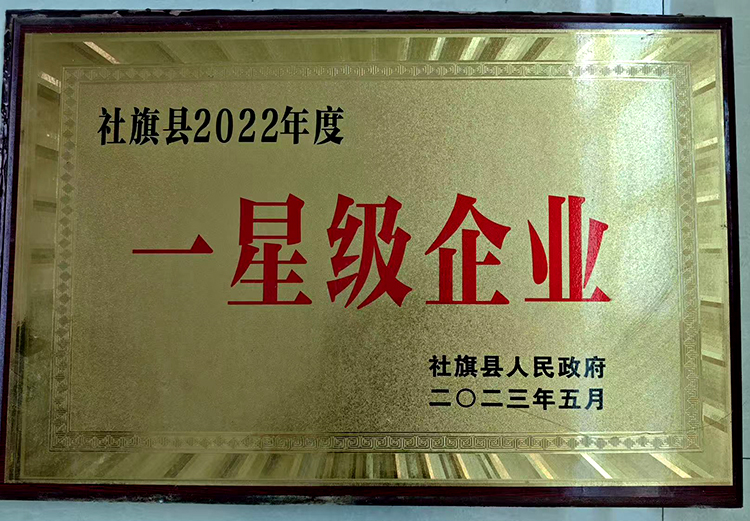 社旗县2022年度
一星级企业
社旗县人民政府
二〇二三年五月